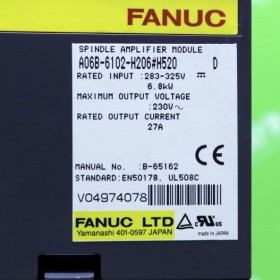 FANUC
SPINDLE AMPLIFIER MODULE
A06B-6102-H206#H520 D
RATED INPUT :283-325V ⎓
6.8kW
MAXIMUM OUTPUT VOLTAGE
:230V～
RATED OUTPUT CURRENT
27A
MANUAL No. :B-65162
STANDARD:EN50178, UL508C
CE
V04974078
FANUC LTD
Yamanashi 401-0597 JAPAN
c UR US
MADE IN JAPAN